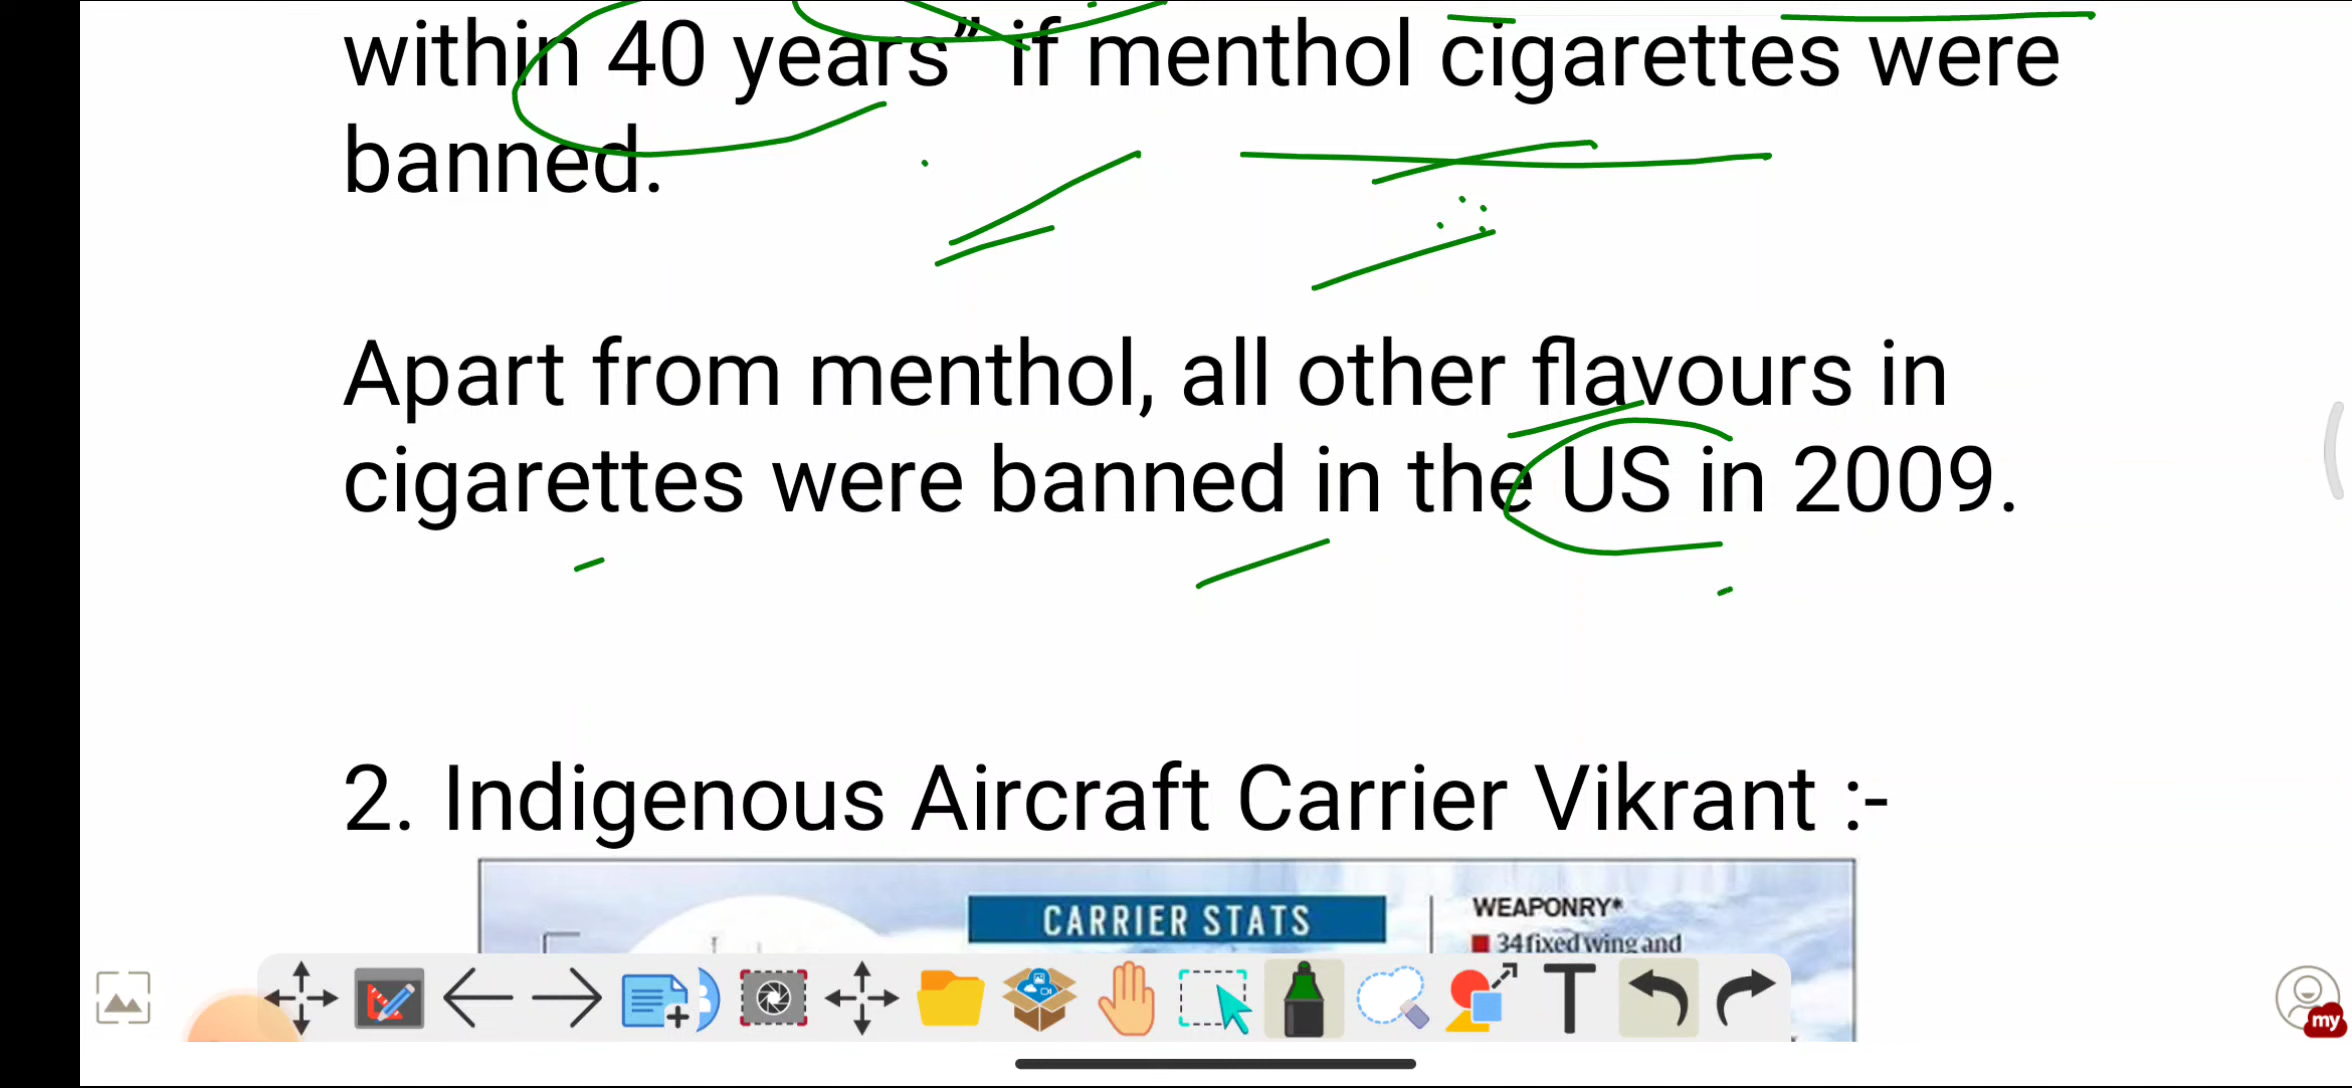 within 40 years” if menthol cigarettes were
banned.
Apart from menthol, all other flavours in
cigarettes were banned in the US in 2009.
2. Indigenous Aircraft Carrier Vikrant :-
CARRIER STATS
WEAPONRY*
34 fixed wing and
T
my